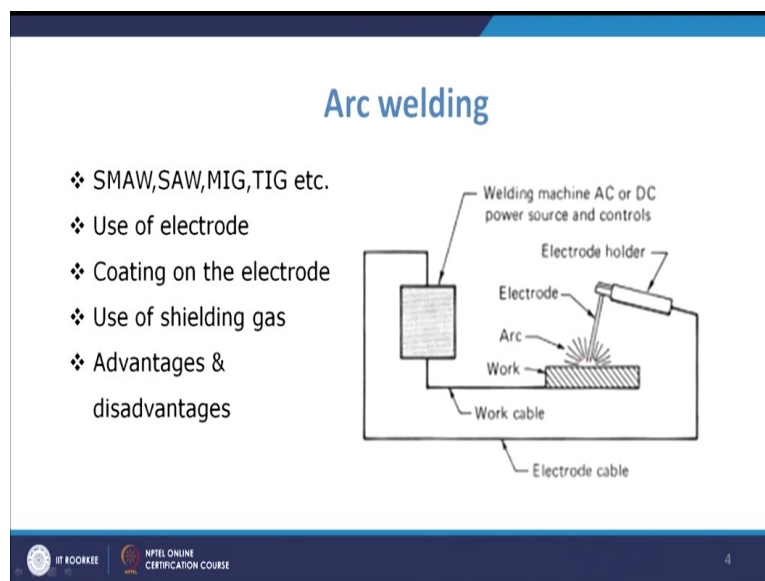 Arc welding
SMAW,SAW,MIG,TIG etc.
Use of electrode
Coating on the electrode
Use of shielding gas
Advantages &
disadvantages
Welding machine AC or DC
power source and controls
Electrode holder
Electrode
Arc
Work
Work cable
Electrode cable
IIT ROORKEE
NPTEL ONLINE
CERTIFICATION COURSE
4